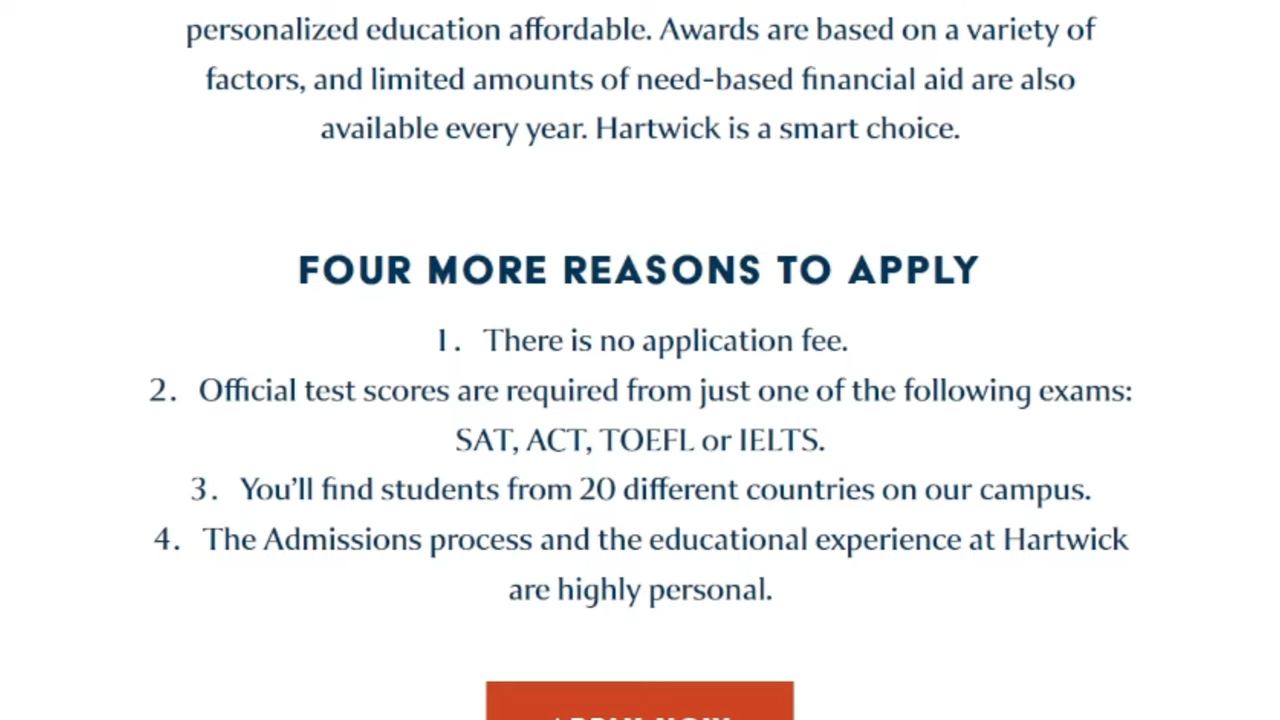 personalized education affordable. Awards are based on a variety of
factors, and limited amounts of need-based financial aid are also
available every year. Hartwick is a smart choice.
FOUR MORE REASONS TO APPLY
1. There is no application fee.
2. Official test scores are required from just one of the following exams:
SAT, ACT, TOEFL or IELTS.
3. You’ll find students from 20 different countries on our campus.
4. The Admissions process and the educational experience at Hartwick
are highly personal.
APPLY NOW